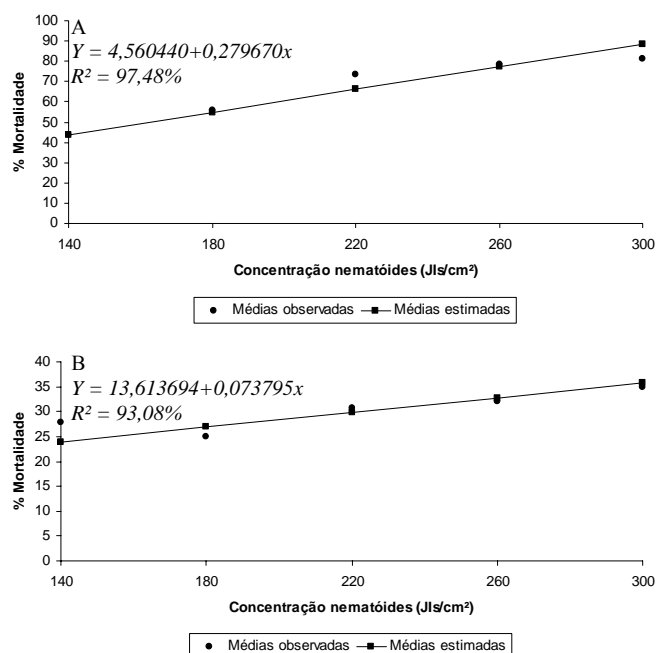 A
Y = 4,560440+0,279670x
R² = 97,48%
% Mortalidade
100
90
80
70
60
50
40
30
20
10
0
140 180 220 260 300
Concentração nematóides (JIs/cm²)
Médias observadas Médias estimadas
B
Y = 13,613694+0,073795x
R² = 93,08%
% Mortalidade
40
35
30
25
20
15
10
5
0
140 180 220 260 300
Concentração nematóides (JIs/cm²)
Médias observadas Médias estimadas